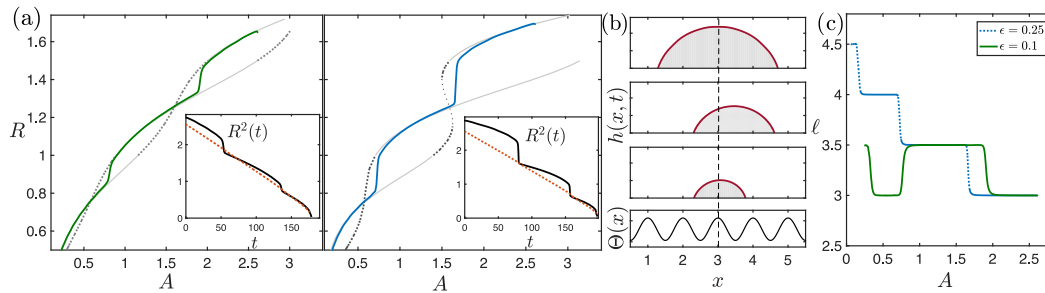 (a)
R
1.6
1.4
1.2
1
0.8
0.6
0.5 1 1.5 2 2.5 3
A
R²(t)
2
1
0
0 50 100 150
t
0.5 1 1.5 2 2.5 3
A
R²(t)
2
1
0
0 50 100 150
t
(b)
h(x, t)
Θ(x)
1 2 3 4 5
x
(c)
ℓ
4.5
4
3.5
3
2.5
0 0.5 1 1.5 2 2.5
A
ϵ = 0.25
ϵ = 0.1